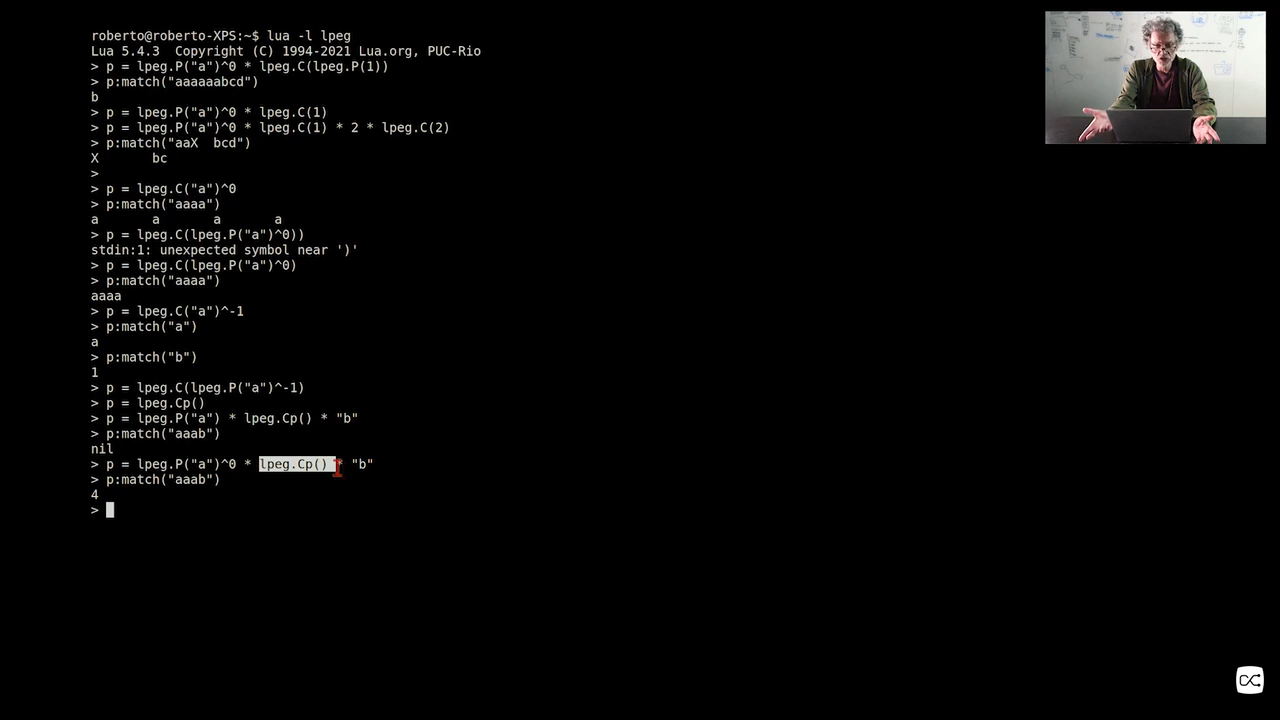 roberto@roberto-XPS:~$ lua -l lpeg
Lua 5.4.3  Copyright (C) 1994-2021 Lua.org, PUC-Rio
> p = lpeg.P("a")^0 * lpeg.C(lpeg.P(1))
> p:match("aaaaaabcd")
b
> p = lpeg.P("a")^0 * lpeg.C(1)
> p = lpeg.P("a")^0 * lpeg.C(1) * 2 * lpeg.C(2)
> p:match("aaX  bcd")
X       bc
>
> p = lpeg.C("a")^0
> p:match("aaaa")
a       a       a       a
> p = lpeg.C(lpeg.P("a")^0))
stdin:1: unexpected symbol near ')'
> p = lpeg.C(lpeg.P("a")^0)
> p:match("aaaa")
aaaa
> p = lpeg.C("a")^-1
> p:match("a")
a
> p:match("b")
1
> p = lpeg.C(lpeg.P("a")^-1)
> p = lpeg.Cp()
> p = lpeg.P("a") * lpeg.Cp() * "b"
> p:match("aaab")
nil
> p = lpeg.P("a")^0 * lpeg.Cp() * "b"
> p:match("aaab")
4
>